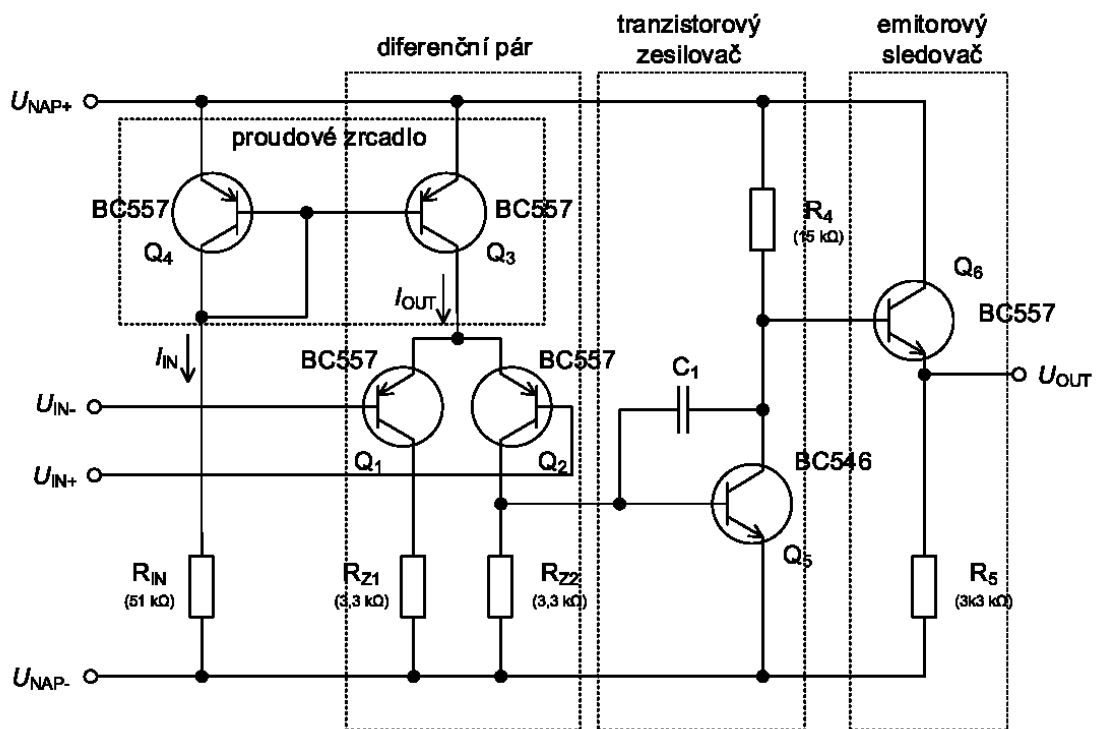 diferenční pár
tranzistorový
zesilovač
emitorový
sledovač
UNAP+
proudové zrcadlo
BC557
BC557
Q4
Q3
R4
(15 kΩ)
Q6
BC557
IOUT
IIN
BC557
BC557
C1
UOUT
UIN-
Q1
Q2
BC546
UIN+
Q5
RIN
(51 kΩ)
RZ1
(3,3 kΩ)
RZ2
(3,3 kΩ)
R5
(3k3 kΩ)
UNAP-